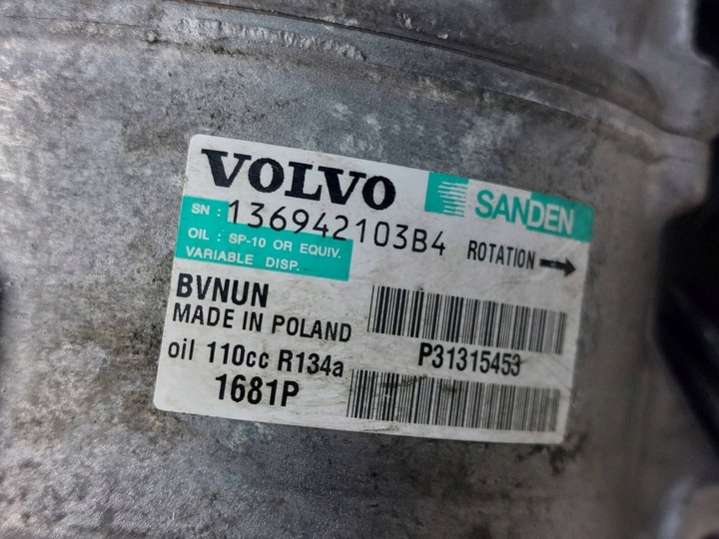 VOLVO SANDEN
SN : 136942103B4
OIL : SP-10 OR EQUIV. ROTATION →
VARIABLE DISP.
BVNUN
MADE IN POLAND
oil 110cc R134a P31315453
1681P